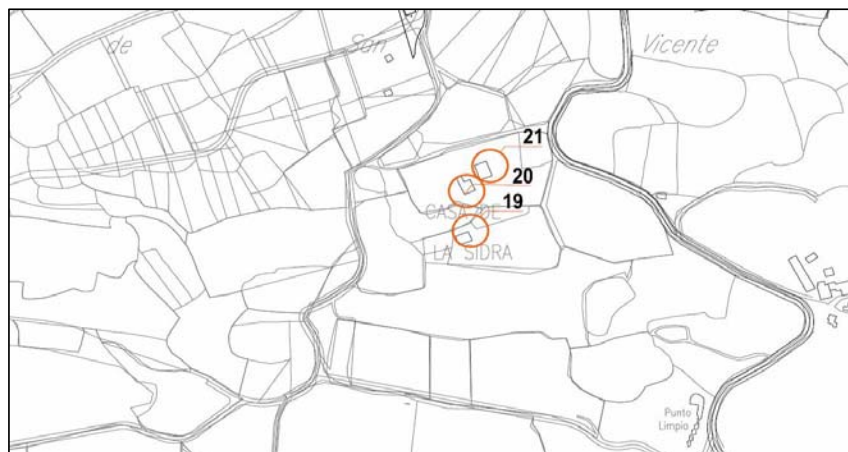 de San Vicente
21
20
CASA DE
19
LA SIDRA
Punto
Limpio